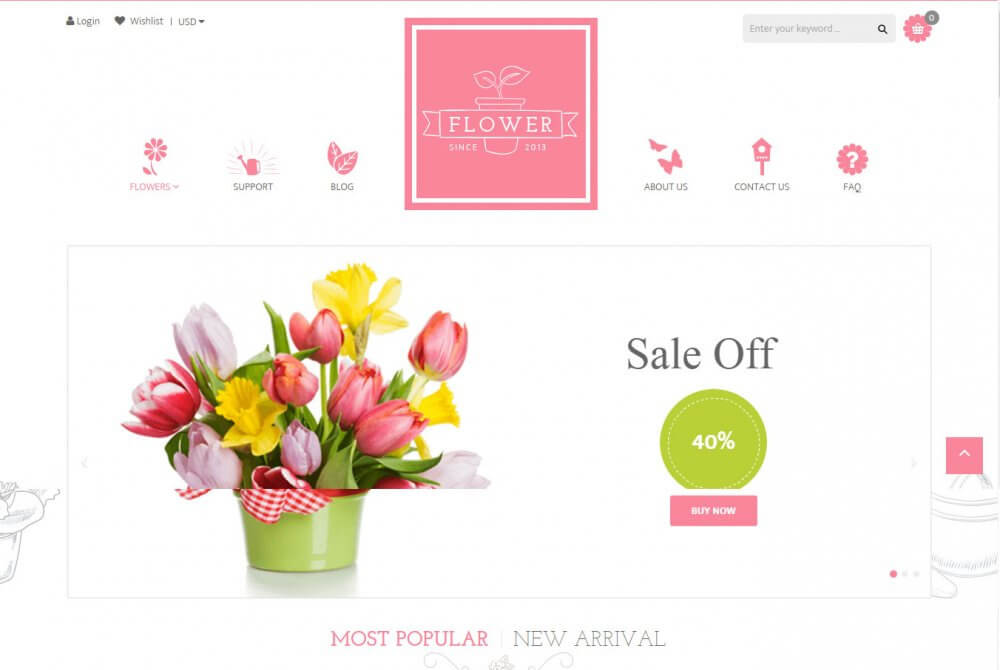 Login Wishlist | USD
Enter your keyword...
0
FLOWER
SINCE 2013
FLOWERS
SUPPORT
BLOG
ABOUT US
CONTACT US
?
FAQ
Sale Off
40%
BUY NOW
MOST POPULAR | NEW ARRIVAL